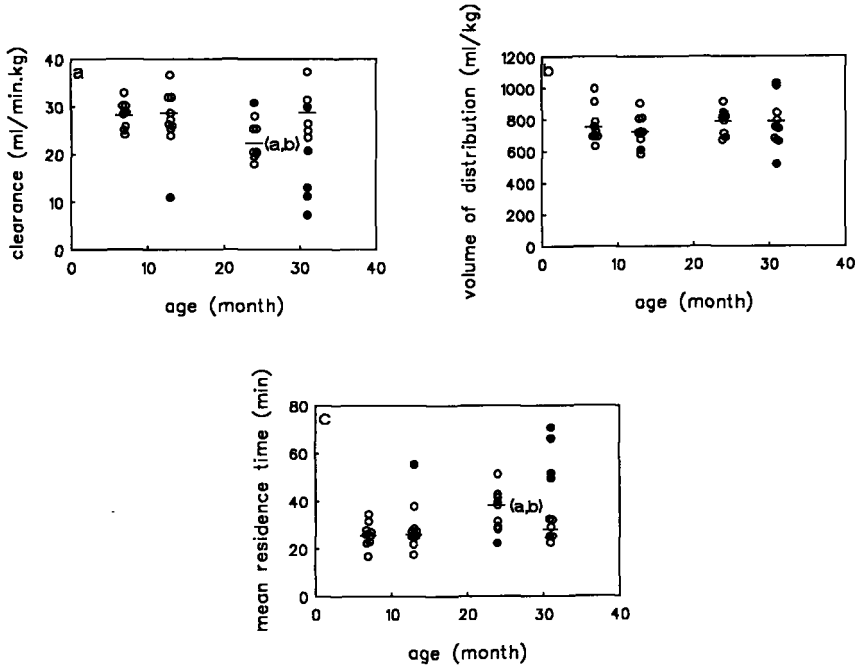 a
clearance (ml/min.kg)
40
30
20
10
0
(a,b)
0 10 20 30 40
age (month)
b
volume of distribution (ml/kg)
1200
1000
800
600
400
200
0
0 10 20 30 40
age (month)
c
mean residence time (min)
80
60
40
20
0
(a,b)
0 10 20 30 40
age (month)